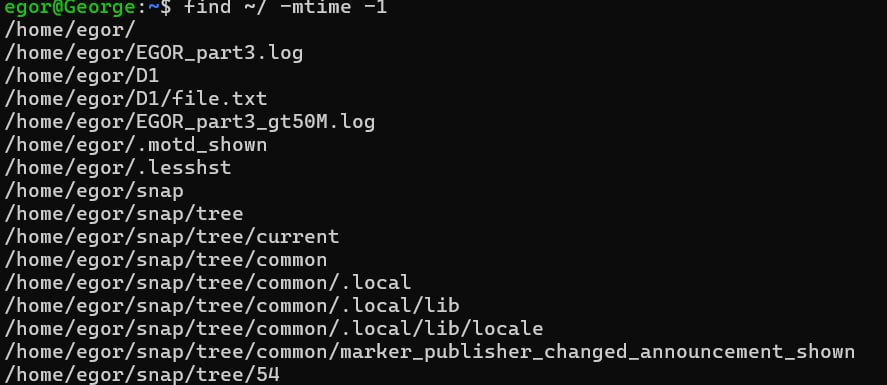 egor@George:~$ find ~/ -mtime -1
/home/egor/
/home/egor/EGOR_part3.log
/home/egor/D1
/home/egor/D1/file.txt
/home/egor/EGOR_part3_gt50M.log
/home/egor/.motd_shown
/home/egor/.lesshst
/home/egor/snap
/home/egor/snap/tree
/home/egor/snap/tree/current
/home/egor/snap/tree/common
/home/egor/snap/tree/common/.local
/home/egor/snap/tree/common/.local/lib
/home/egor/snap/tree/common/.local/lib/locale
/home/egor/snap/tree/common/marker_publisher_changed_announcement_shown
/home/egor/snap/tree/54